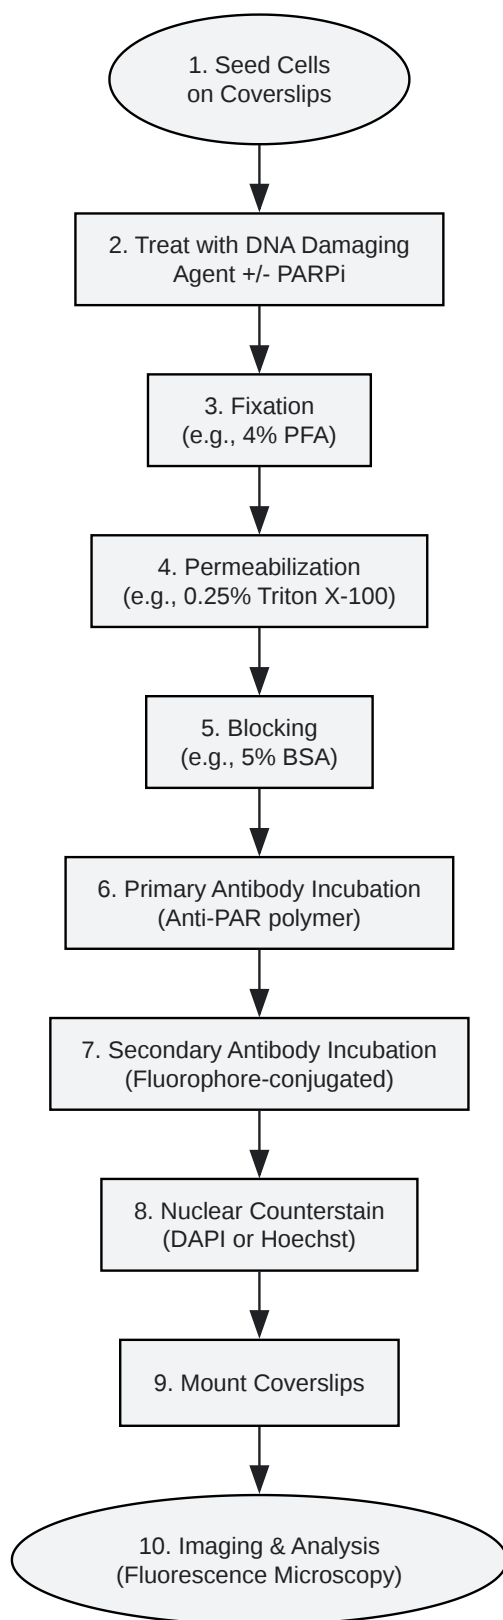 1. Seed Cells
on Coverslips
2. Treat with DNA Damaging
Agent +/- PARPi
3. Fixation
(e.g., 4% PFA)
4. Permeabilization
(e.g., 0.25% Triton X-100)
5. Blocking
(e.g., 5% BSA)
6. Primary Antibody Incubation
(Anti-PAR polymer)
7. Secondary Antibody Incubation
(Fluorophore-conjugated)
8. Nuclear Counterstain
(DAPI or Hoechst)
9. Mount Coverslips
10. Imaging & Analysis
(Fluorescence Microscopy)